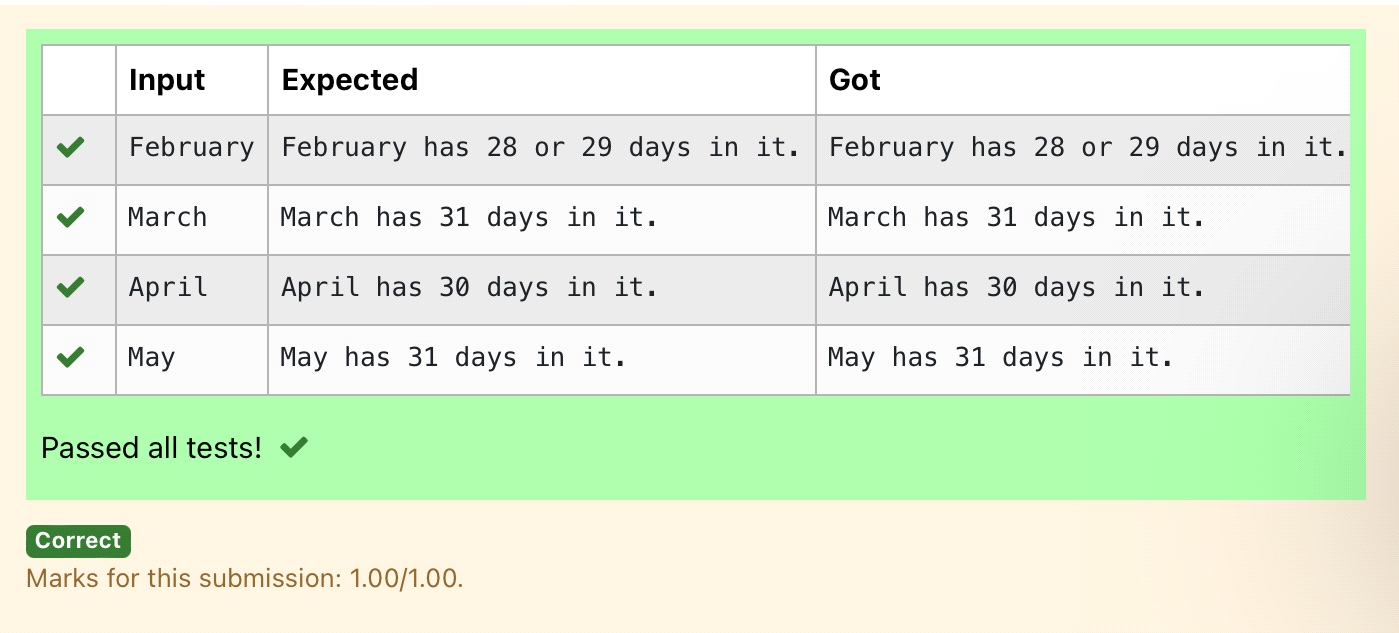 Input Expected Got
February February has 28 or 29 days in it. February has 28 or 29 days in it.
March March has 31 days in it. March has 31 days in it.
April April has 30 days in it. April has 30 days in it.
May May has 31 days in it. May has 31 days in it.
Passed all tests!
Correct
Marks for this submission: 1.00/1.00.